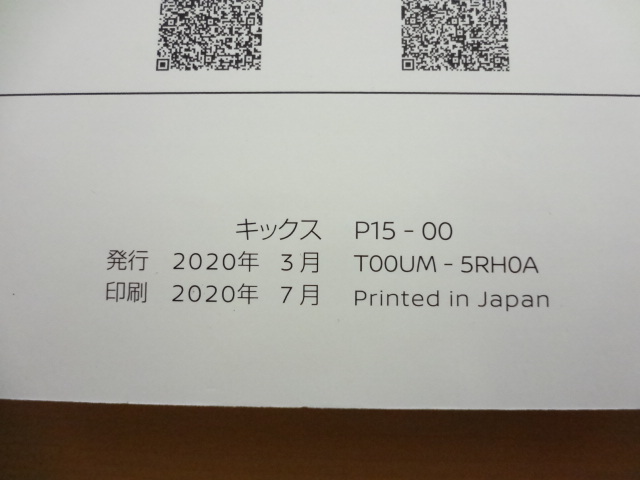 キックス P15-00
発行 2020年 3月 T00UM-5RH0A
印刷 2020年 7月 Printed in Japan